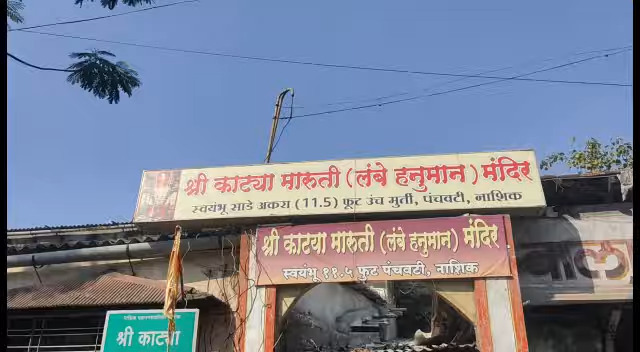 श्री काट्या मारुती (लंबे हनुमान) मंदिर
स्वयंभू साडे अकरा (11.5) फूट उंच मुर्ती, पंचवटी, नाशिक
श्री काट्या मारुती (लंबे हनुमान) मंदिर
स्वयंभू ११.५ फुट पंचवटी, नाशिक
श्री काट्या